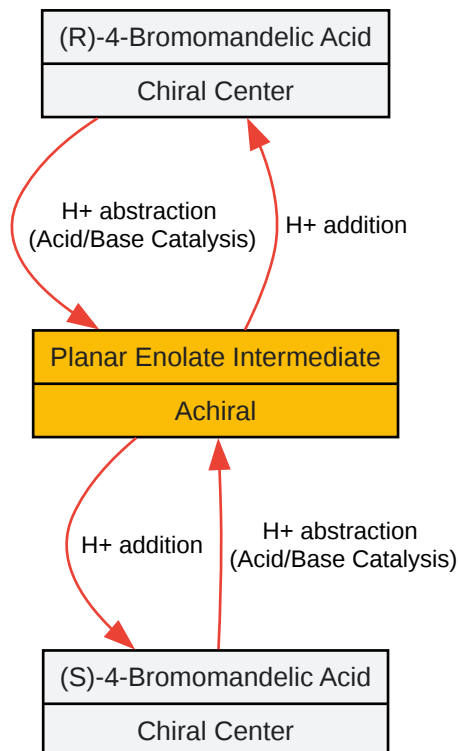 (R)-4-Bromomandelic Acid
Chiral Center
H+ abstraction
(Acid/Base Catalysis)
H+ addition
Planar Enolate Intermediate
Achiral
H+ addition
H+ abstraction
(Acid/Base Catalysis)
(S)-4-Bromomandelic Acid
Chiral Center